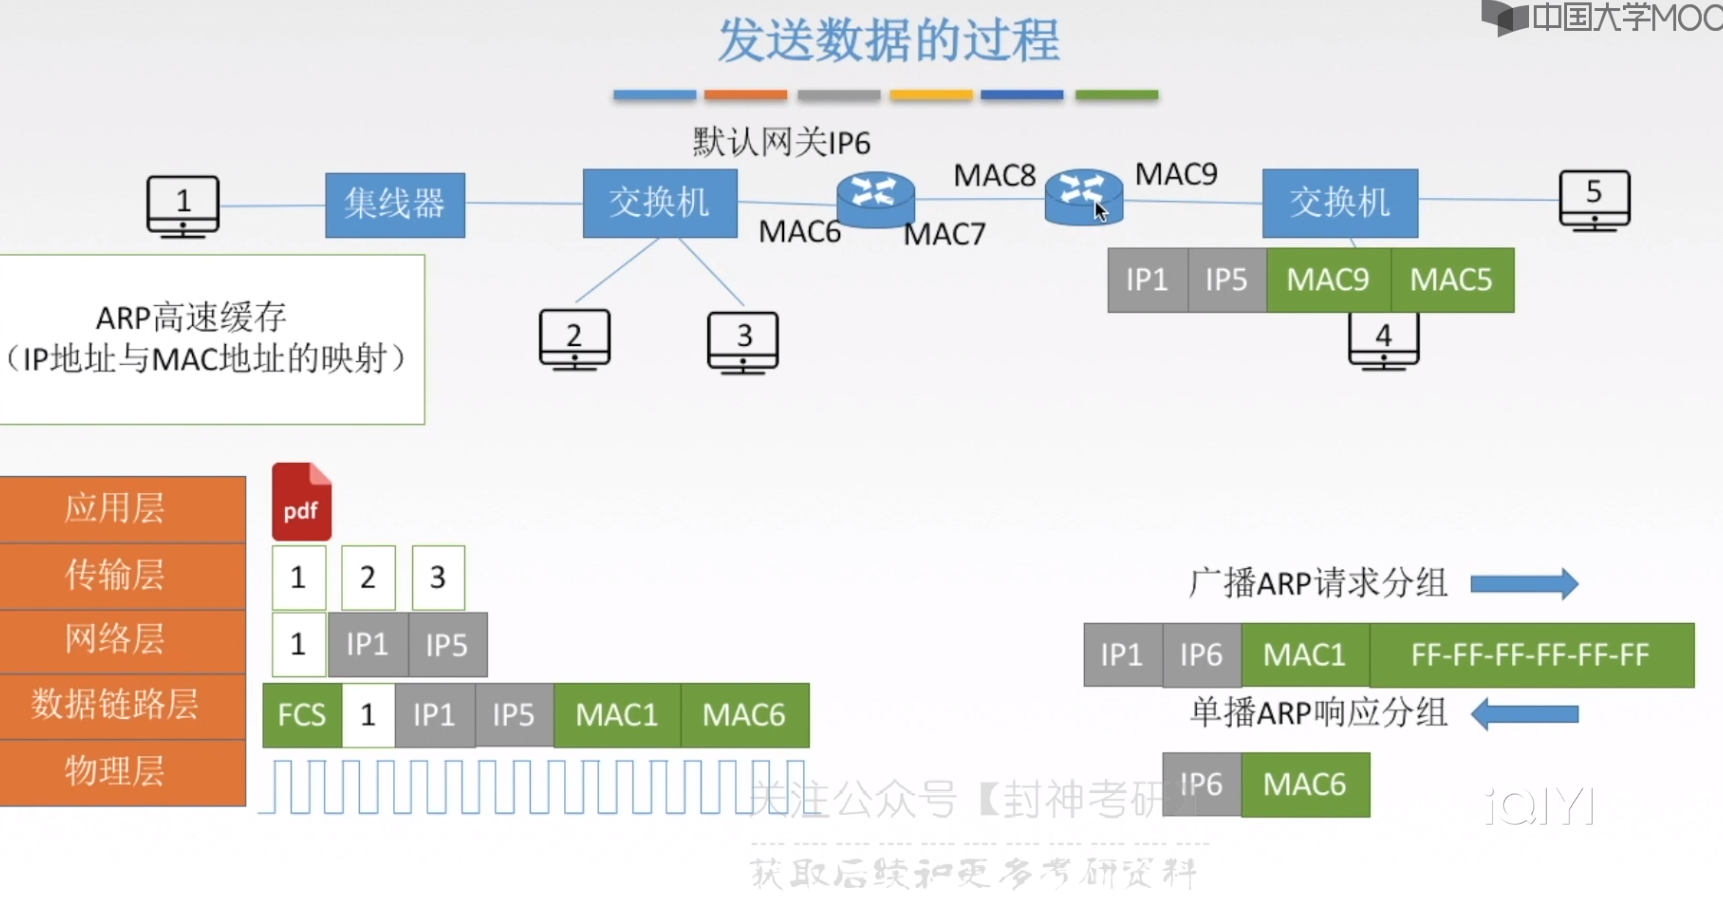 中国大学MOO
发送数据的过程
默认网关IP6
MAC8
MAC9
1
集线器
交换机
交换机
5
MAC6
MAC7
IP1 IP5 MAC9 MAC5
ARP高速缓存
（IP地址与MAC地址的映射）
2
3
4
应用层
pdf
传输层
1 2 3
广播ARP请求分组
网络层
1 IP1 IP5
IP1 IP6 MAC1 FF-FF-FF-FF-FF-FF
数据链路层
FCS 1 IP1 IP5 MAC1 MAC6
单播ARP响应分组
物理层
IP6 MAC6
关注公众号【封神考研】
iQIYI
获取后续和更多考研资料